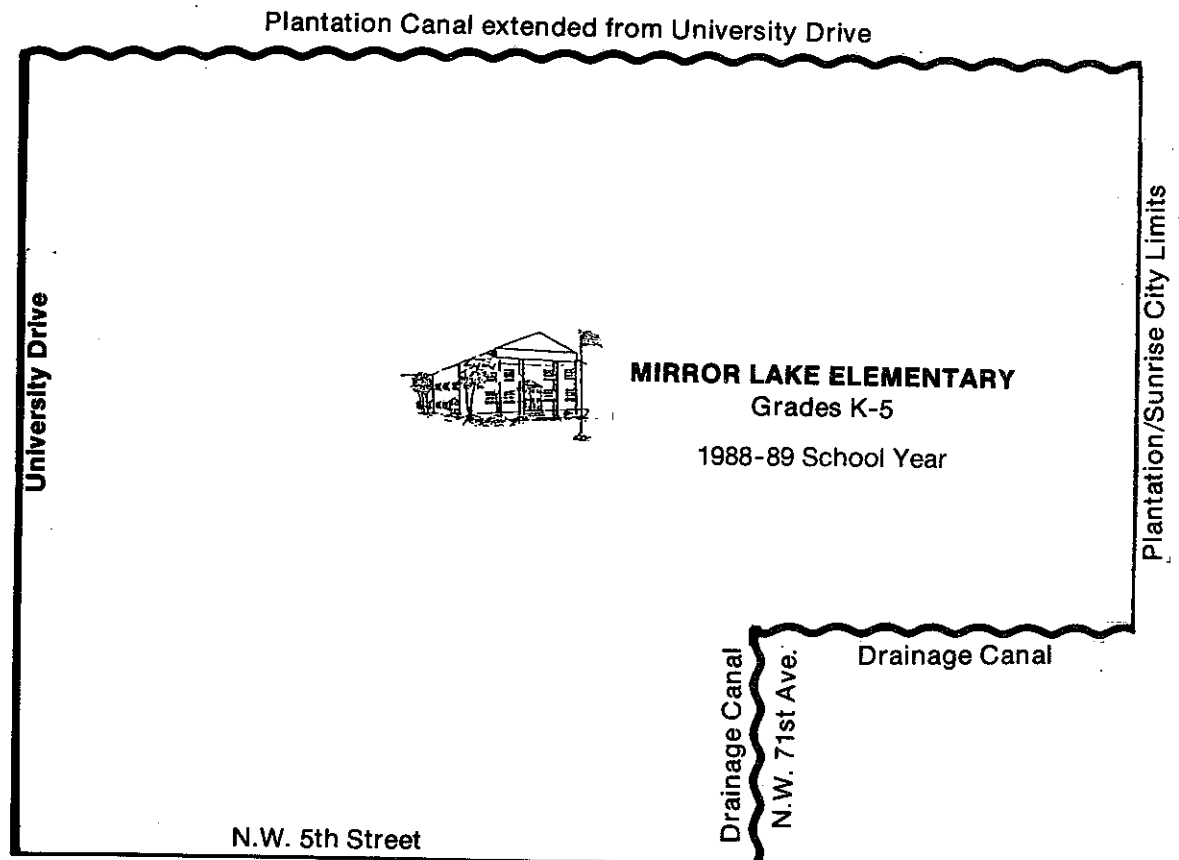 Plantation Canal extended from University Drive
University Drive
Plantation/Sunrise City Limits
MIRROR LAKE ELEMENTARY
Grades K-5
1988-89 School Year
Drainage Canal
Drainage Canal
N.W. 71st Ave.
N.W. 5th Street